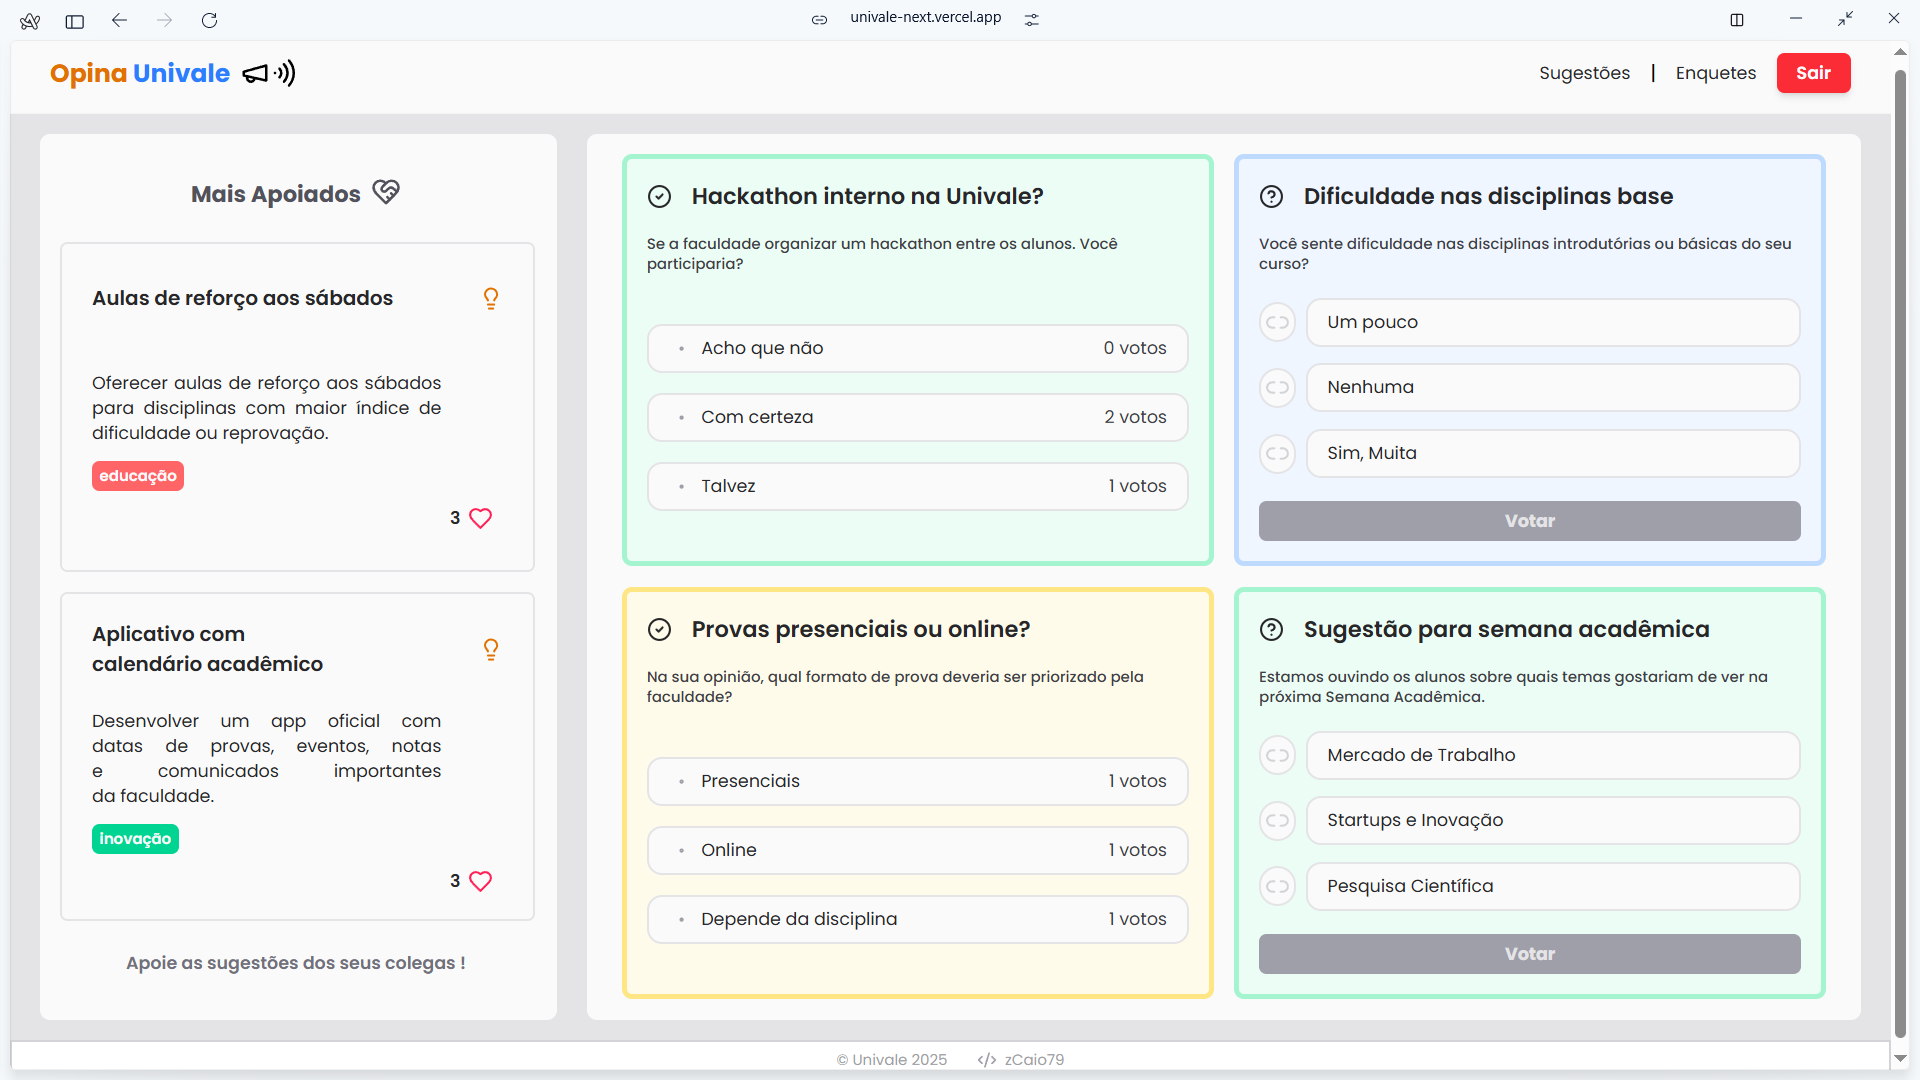 univale-next.vercel.app
Opina Univale
Sugestões | Enquetes Sair
Mais Apoiados
Aulas de reforço aos sábados
Oferecer aulas de reforço aos sábados
para disciplinas com maior índice de
dificuldade ou reprovação.
educação
3
Aplicativo com
calendário acadêmico
Desenvolver um app oficial com
datas de provas, eventos, notas
e comunicados importantes
da faculdade.
inovação
3
Apoie as sugestões dos seus colegas !
Hackathon interno na Univale?
Se a faculdade organizar um hackathon entre os alunos. Você
participaria?
Acho que não 0 votos
Com certeza 2 votos
Talvez 1 votos
Dificuldade nas disciplinas base
Você sente dificuldade nas disciplinas introdutórias ou básicas do seu
curso?
Um pouco
Nenhuma
Sim, Muita
Votar
Provas presenciais ou online?
Na sua opinião, qual formato de prova deveria ser priorizado pela
faculdade?
Presenciais 1 votos
Online 1 votos
Depende da disciplina 1 votos
Sugestão para semana acadêmica
Estamos ouvindo os alunos sobre quais temas gostariam de ver na
próxima Semana Acadêmica.
Mercado de Trabalho
Startups e Inovação
Pesquisa Científica
Votar
© Univale 2025 </> zCaio79